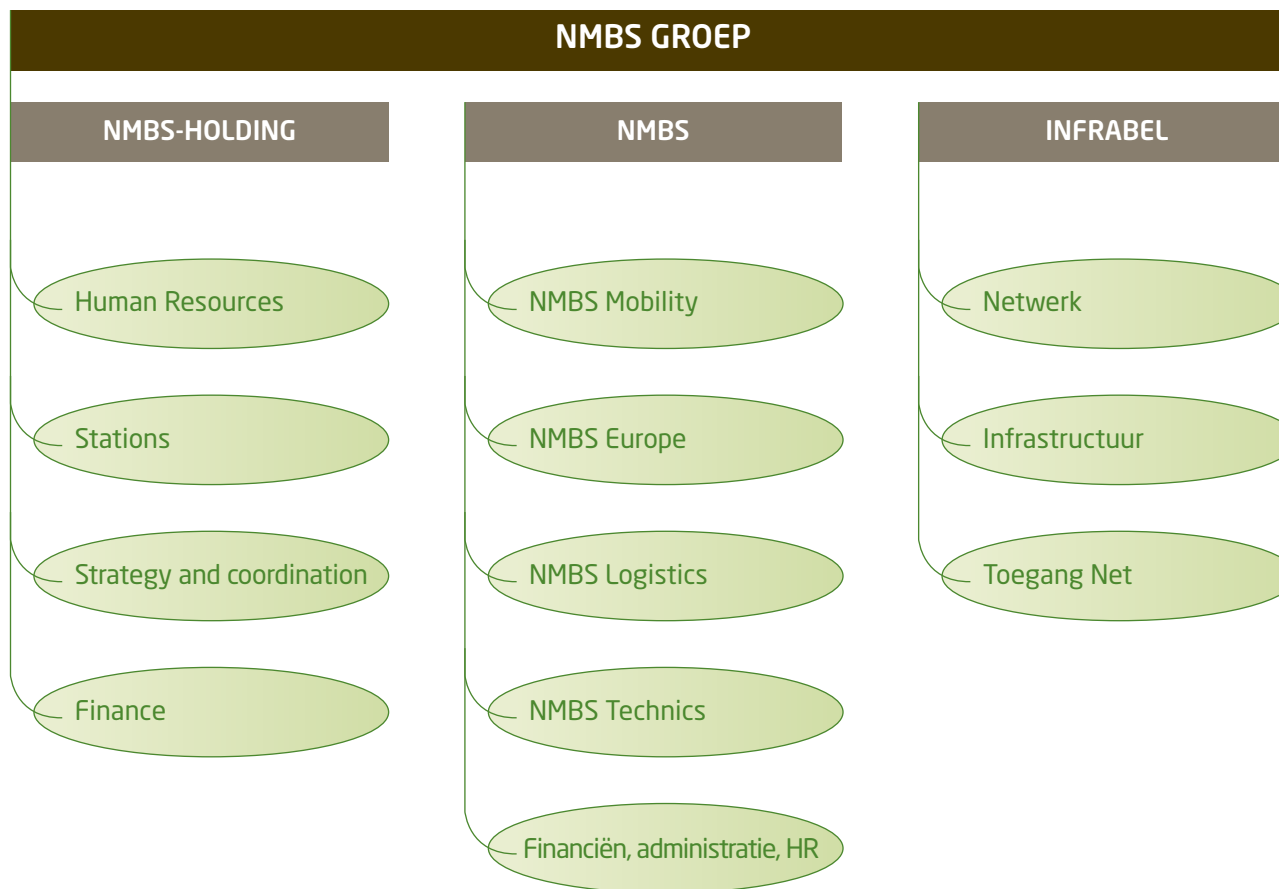 NMBS GROEP
NMBS-HOLDING
Human Resources
Stations
Strategy and coordination
Finance
NMBS
NMBS Mobility
NMBS Europe
NMBS Logistics
NMBS Technics
Financiën, administratie, HR
INFRABEL
Netwerk
Infrastructuur
Toegang Net